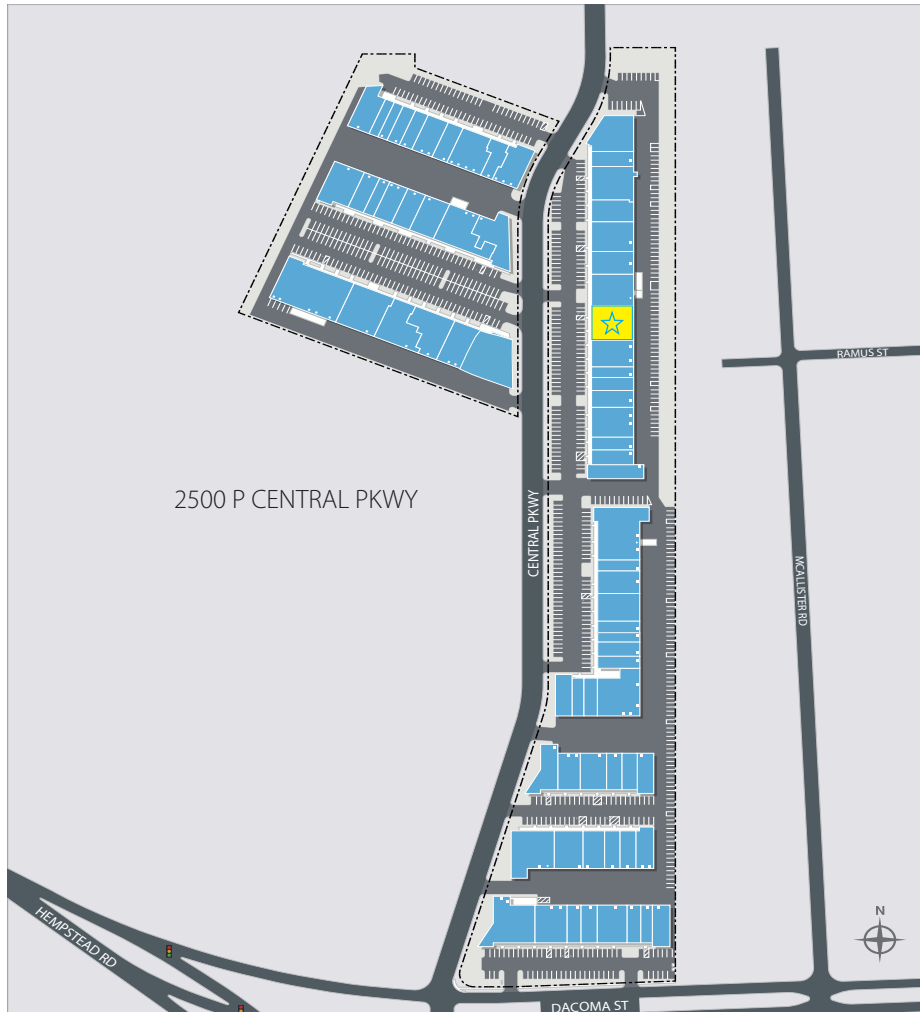 RAMUS ST
2500 P CENTRAL PKWY
CENTRAL PKWY
MCALLISTER RD
HEMPSTEAD RD
N
DACOMA ST